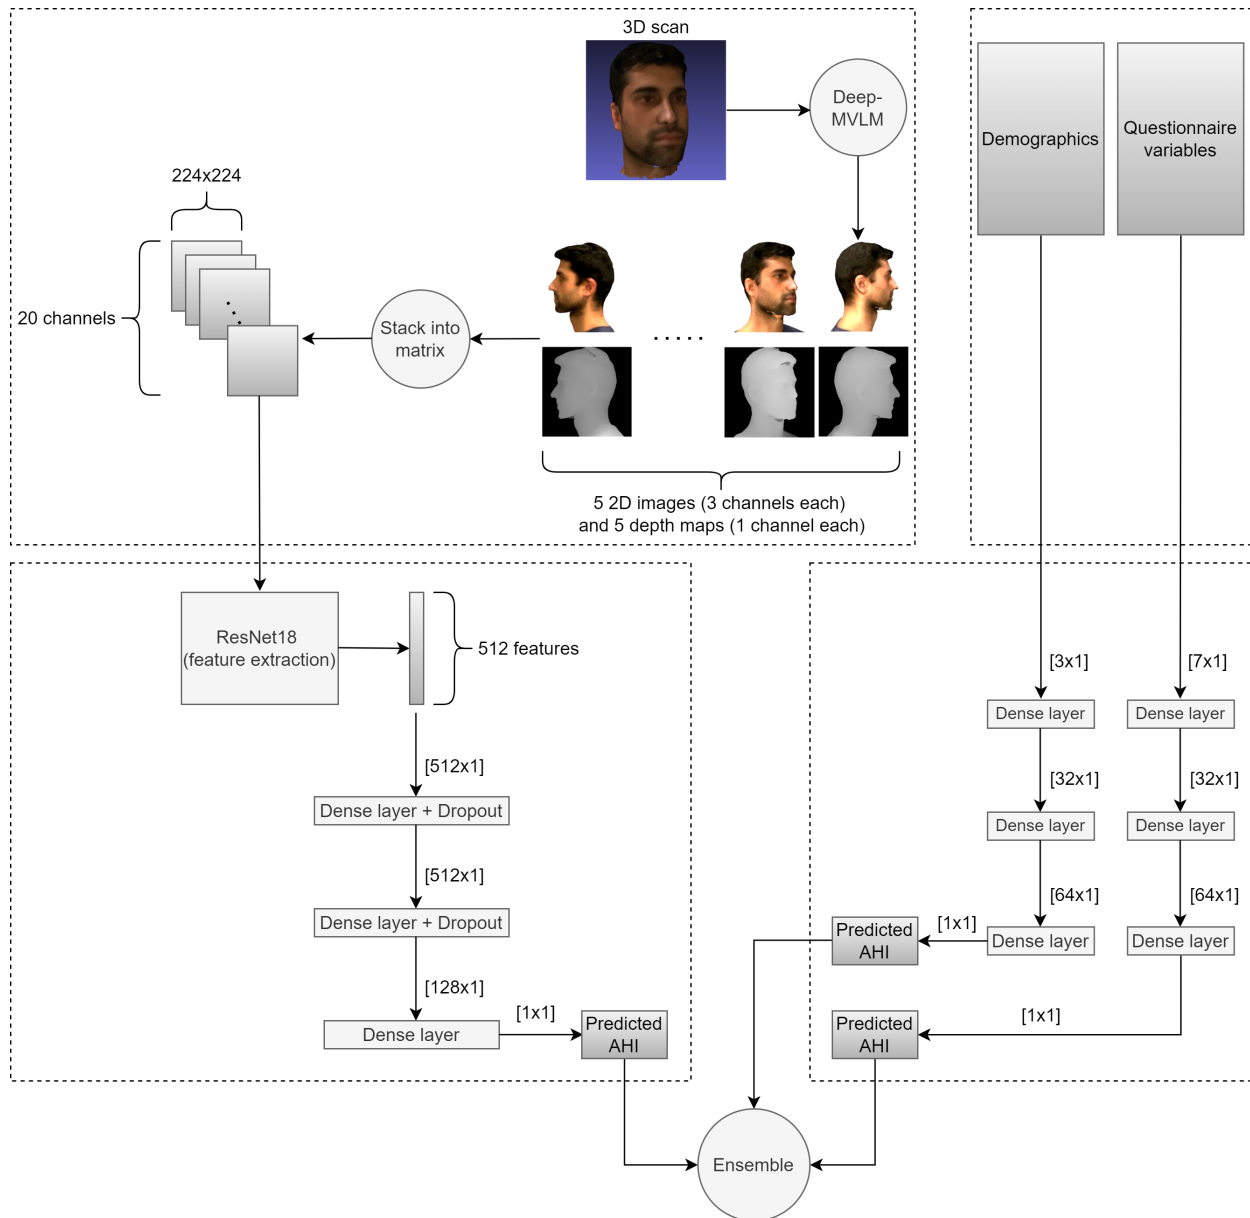 3D scan
Deep-
MVLM
Demographics
Questionnaire
variables
224x224
20 channels
Stack into
matrix
5 2D images (3 channels each)
and 5 depth maps (1 channel each)
ResNet18
(feature extraction)
512 features
[512x1]
Dense layer + Dropout
[512x1]
Dense layer + Dropout
[128x1]
Dense layer
[1x1]
Predicted
AHI
[3x1]
Dense layer
[32x1]
Dense layer
[64x1]
Dense layer
[1x1]
Predicted
AHI
[7x1]
Dense layer
[32x1]
Dense layer
[64x1]
Dense layer
[1x1]
Predicted
AHI
Ensemble